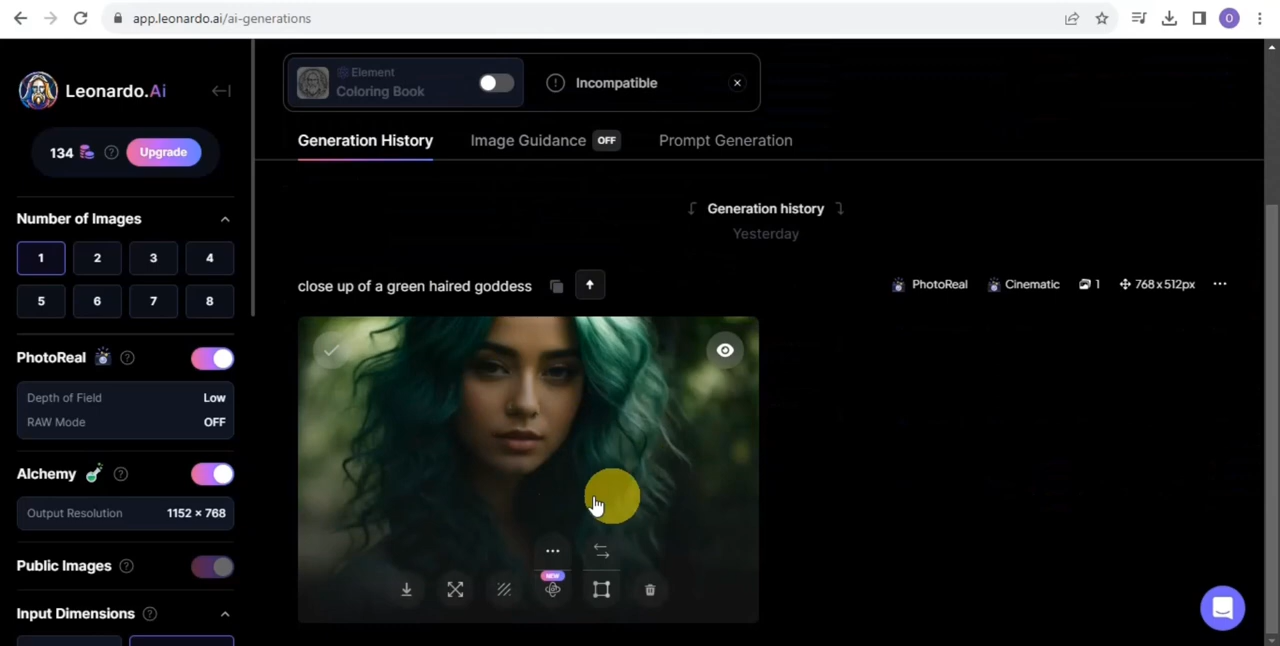 app.leonardo.ai/ai-generations
O
Leonardo.Ai
134
Upgrade
Number of Images
1 2 3 4
5 6 7 8
PhotoReal
Depth of Field Low
RAW Mode OFF
Alchemy
Output Resolution 1152 × 768
Public Images
Input Dimensions
Element
Coloring Book
Incompatible
Generation History Image Guidance OFF Prompt Generation
Generation history
Yesterday
close up of a green haired goddess
PhotoReal Cinematic 1 768x512px
NEW